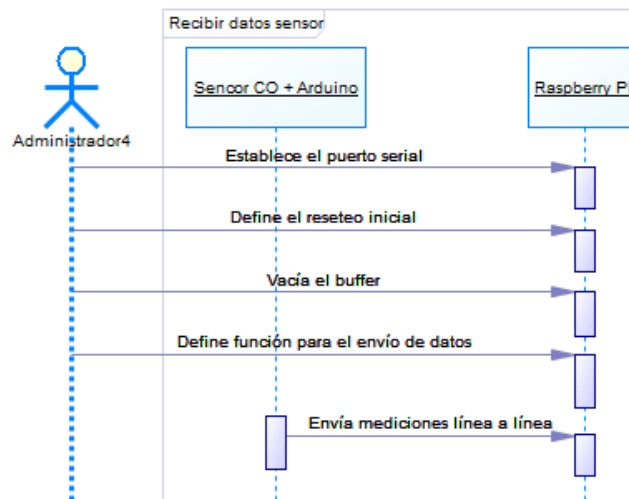 Recibir datos sensor
Sencor CO + Arduino
Raspberry P
Administrador4
Establece el puerto serial
Define el reseteo inicial
Vacía el buffer
Define función para el envío de datos
Envía mediciones línea a línea